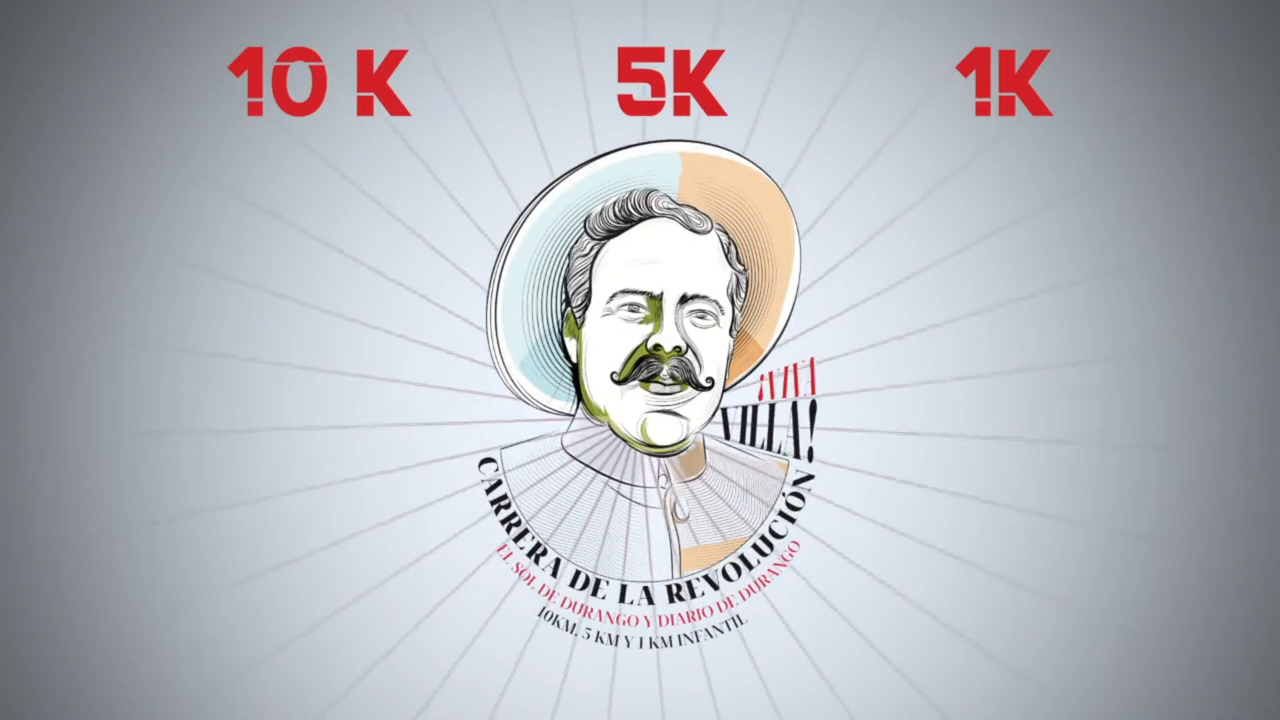 10 K
5K
1K
¡VIVA
VILLA!
CARRERA DE LA REVOLUCIÓN
EL SOL DE DURANGO Y DIARIO DE DURANGO
10KM, 5 KM Y 1 KM INFANTIL